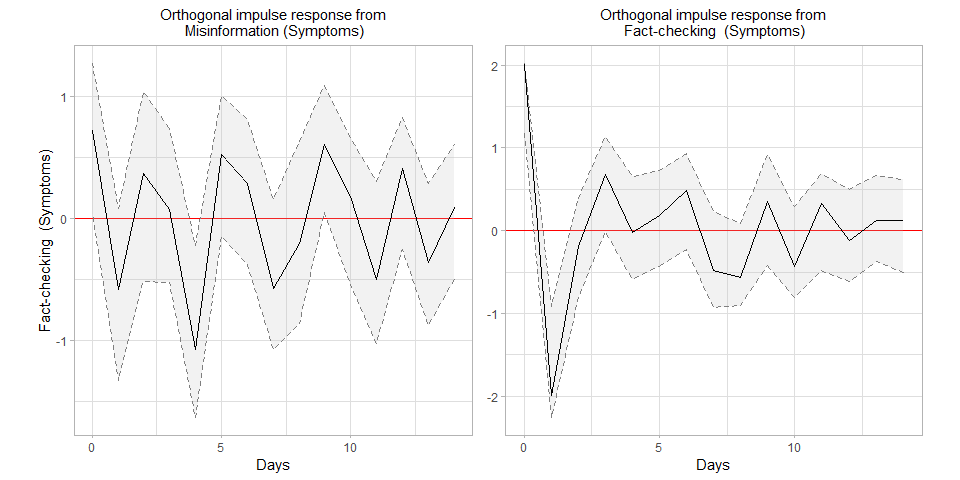 Orthogonal impulse response from
Misinformation (Symptoms)
Fact-checking (Symptoms)
1
0
-1
0
5
10
Days
Orthogonal impulse response from
Fact-checking (Symptoms)
2
1
0
-1
-2
0
5
10
Days